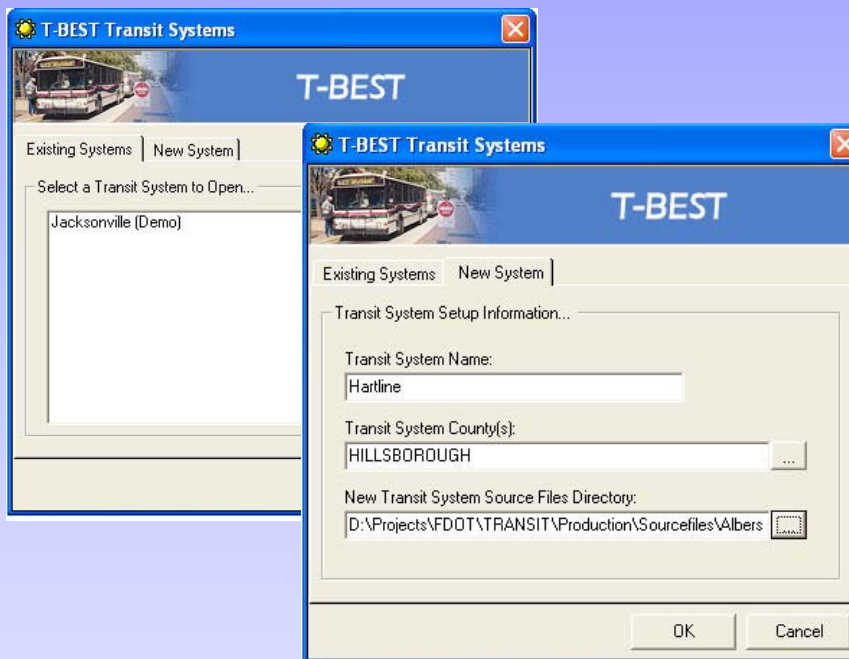 T-BEST Transit Systems
T-BEST
Existing Systems
New System
Select a Transit System to Open...
Jacksonville (Demo)
T-BEST Transit Systems
T-BEST
Existing Systems
New System
Transit System Setup Information...
Transit System Name:
Hartline
Transit System County(s):
HILLSBOROUGH
...
New Transit System Source Files Directory:
D:\Projects\FDOT\TRANSIT\Production\Sourcefiles\Albers
...
OK
Cancel